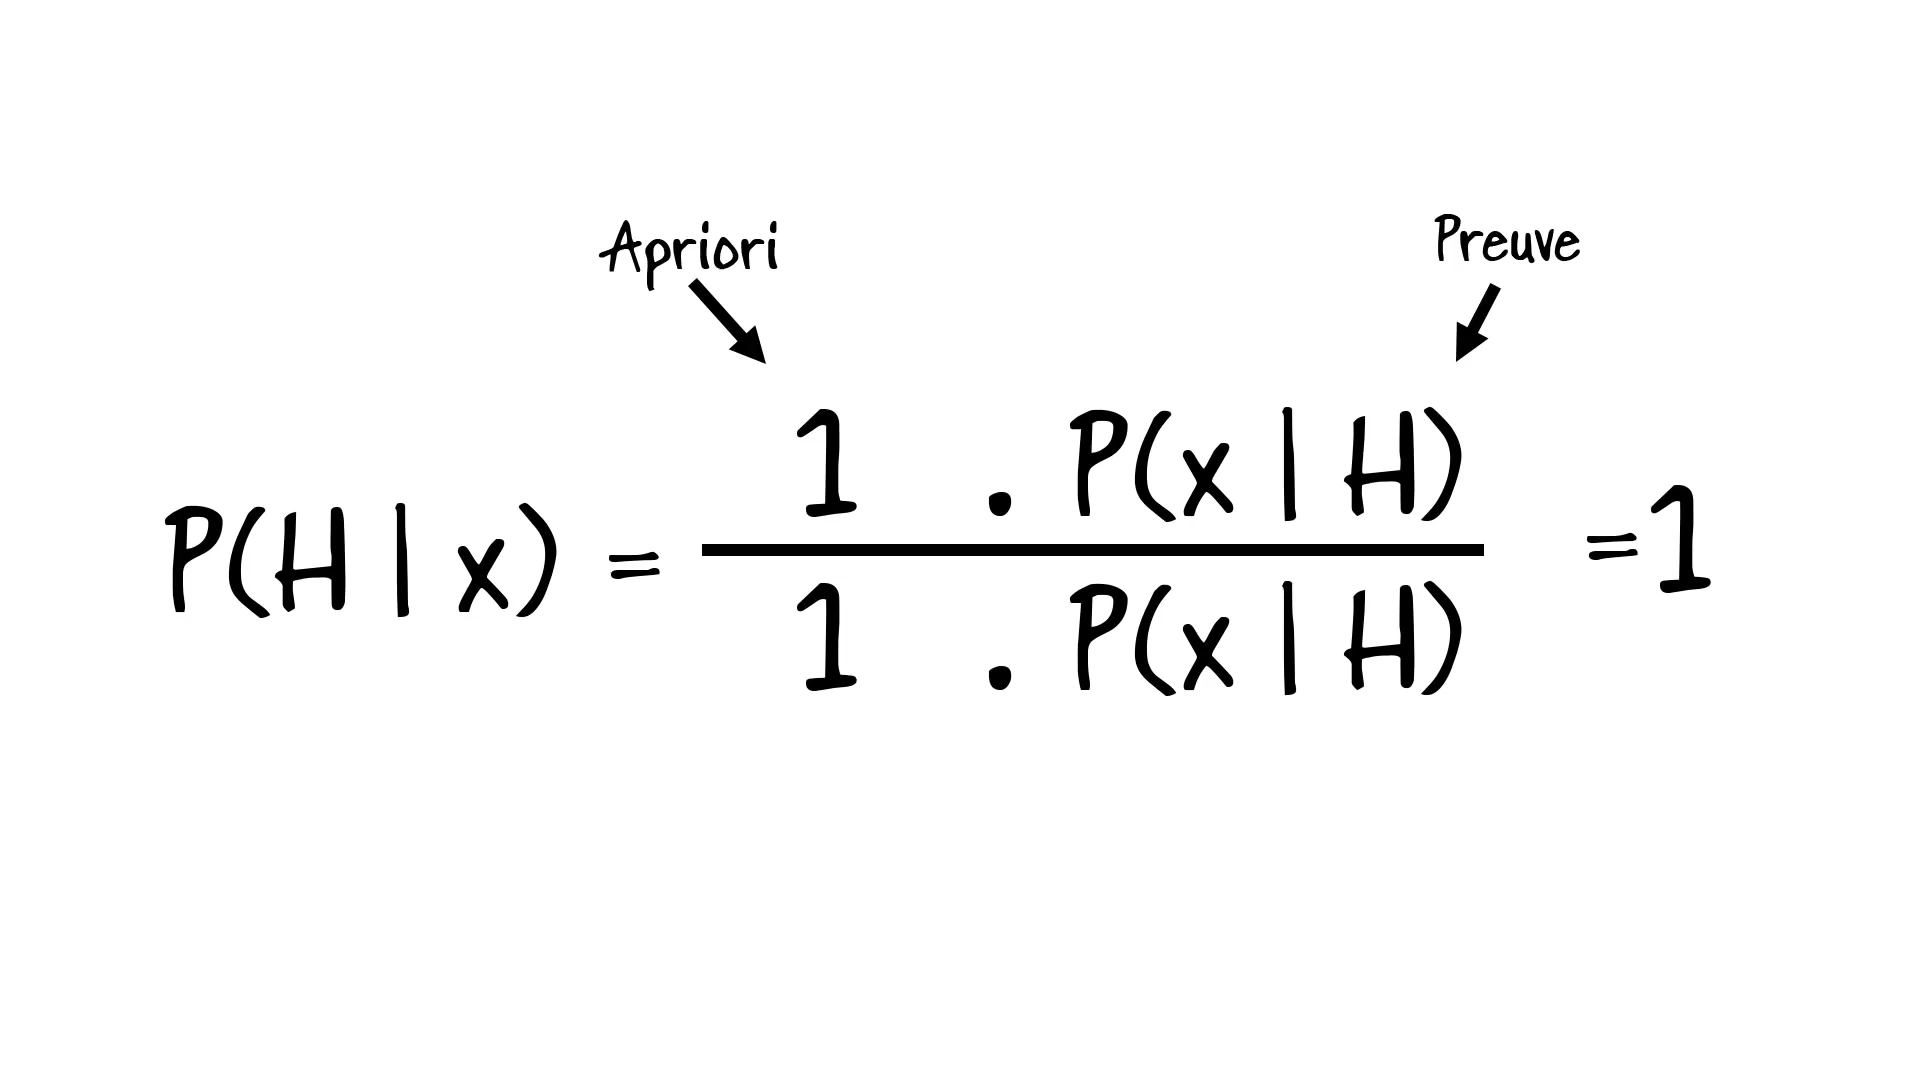 Apriori
Preuve
1 . P(x | H)
P(H | x) = =1
1 . P(x | H)